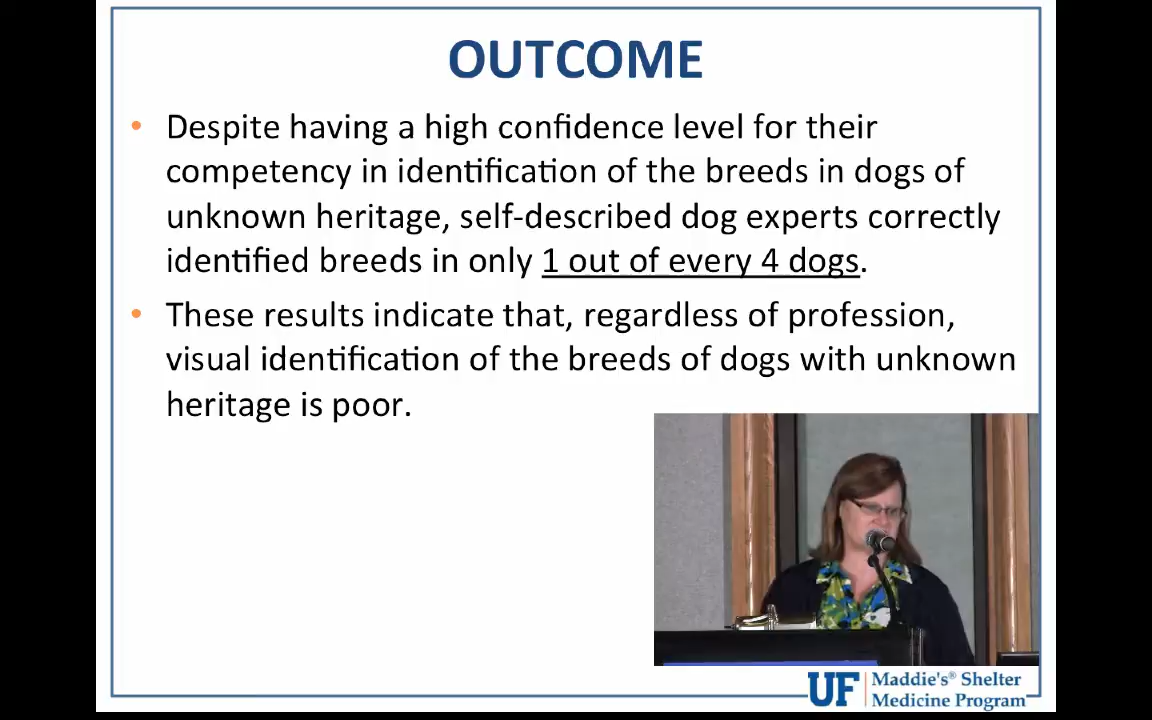 OUTCOME
• Despite having a high confidence level for their
competency in identification of the breeds in dogs of
unknown heritage, self-described dog experts correctly
identified breeds in only 1 out of every 4 dogs.
• These results indicate that, regardless of profession,
visual identification of the breeds of dogs with unknown
heritage is poor.
UF Maddie's® Shelter
Medicine Program